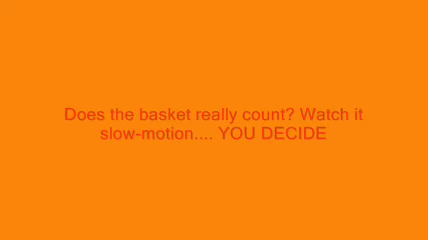 Does the basket really count? Watch it
slow-motion.... YOU DECIDE